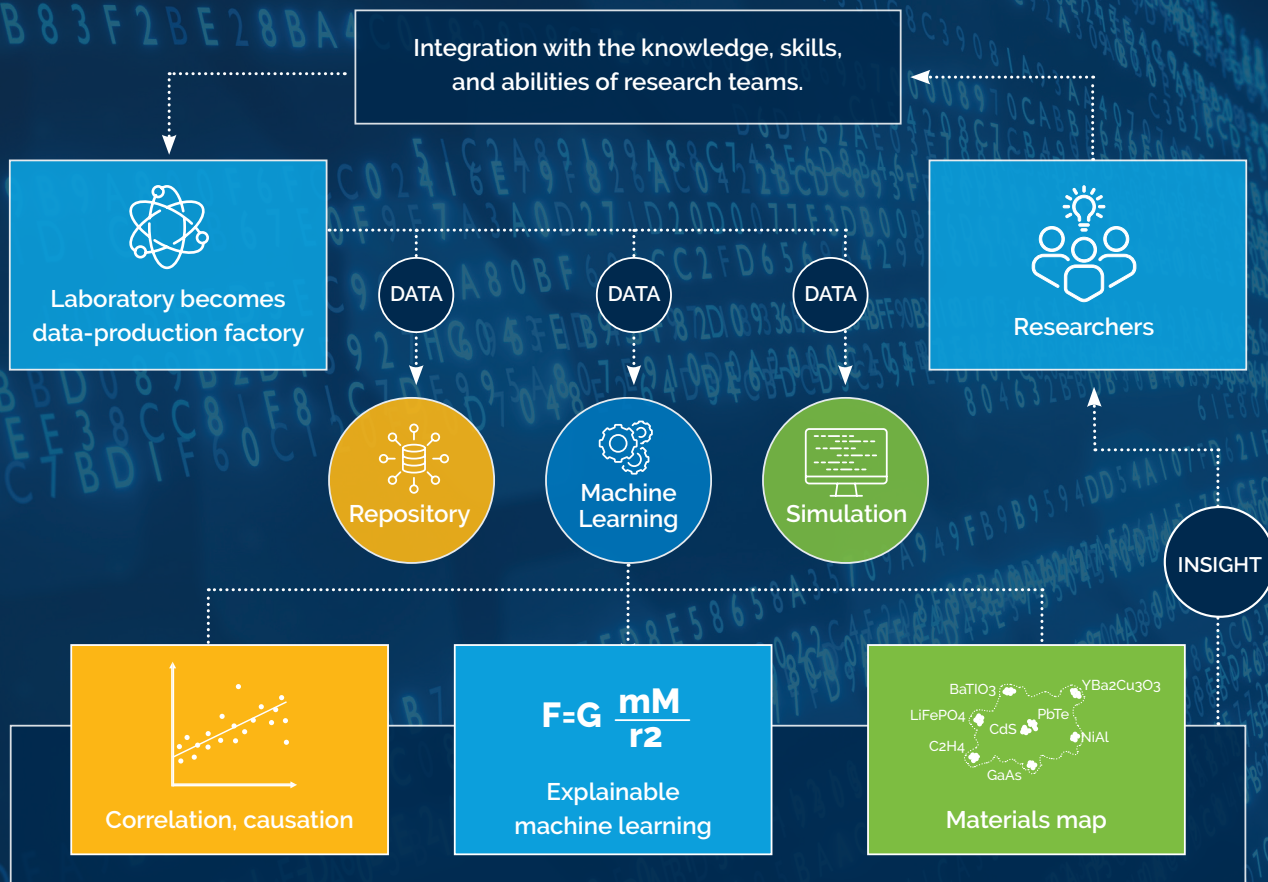 Integration with the knowledge, skills,
and abilities of research teams.
Laboratory becomes
data-production factory
DATA
DATA
DATA
Researchers
Repository
Machine
Learning
Simulation
INSIGHT
Correlation, causation
F=G mM
r2
Explainable
machine learning
BaTIO3
YBa2Cu3O3
LiFePO4
PbTe
CdS
NiAl
C2H4
GaAs
Materials map